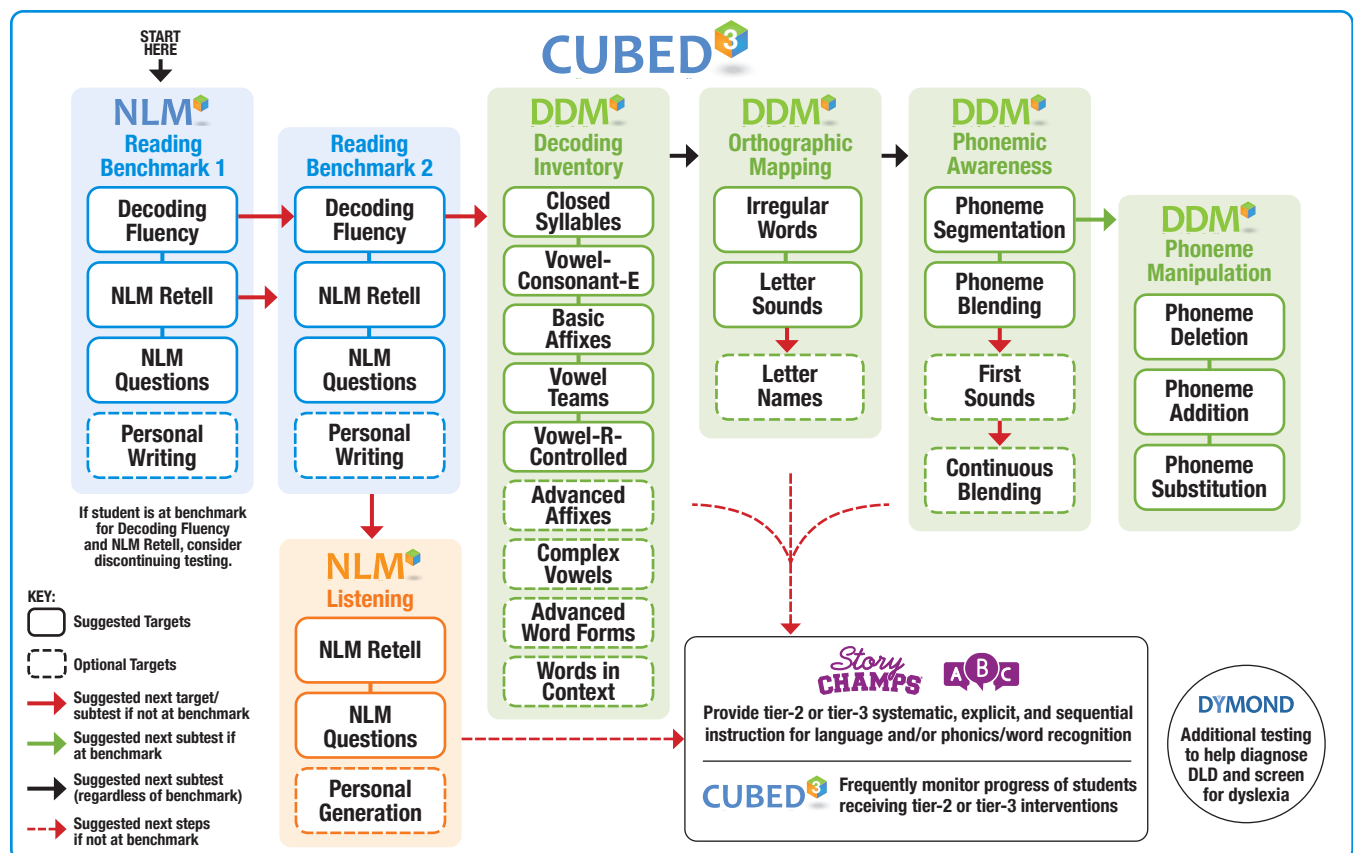 START
HERE
CUBED 3
NLM
Reading
Benchmark 1
Decoding
Fluency
NLM Retell
NLM
Questions
Personal
Writing
If student is at benchmark
for Decoding Fluency
and NLM Retell, consider
discontinuing testing.
Reading
Benchmark 2
Decoding
Fluency
NLM Retell
NLM
Questions
Personal
Writing
NLM
Listening
NLM Retell
NLM
Questions
Personal
Generation
DDM
Decoding
Inventory
Closed
Syllables
Vowel-
Consonant-E
Basic
Affixes
Vowel
Teams
Vowel-R-
Controlled
Advanced
Affixes
Complex
Vowels
Advanced
Word Forms
Words in
Context
DDM
Orthographic
Mapping
Irregular
Words
Letter
Sounds
Letter
Names
DDM
Phonemic
Awareness
Phoneme
Segmentation
Phoneme
Blending
First
Sounds
Continuous
Blending
DDM
Phoneme
Manipulation
Phoneme
Deletion
Phoneme
Addition
Phoneme
Substitution
KEY:
Suggested Targets
Optional Targets
Suggested next target/
subtest if not at benchmark
Suggested next subtest if
at benchmark
Suggested next subtest
(regardless of benchmark)
Suggested next steps
if not at benchmark
Story
CHAMPS
A B C
Provide tier-2 or tier-3 systematic, explicit, and sequential
instruction for language and/or phonics/word recognition
CUBED 3
Frequently monitor progress of students
receiving tier-2 or tier-3 interventions
DYMOND
Additional testing
to help diagnose
DLD and screen
for dyslexia